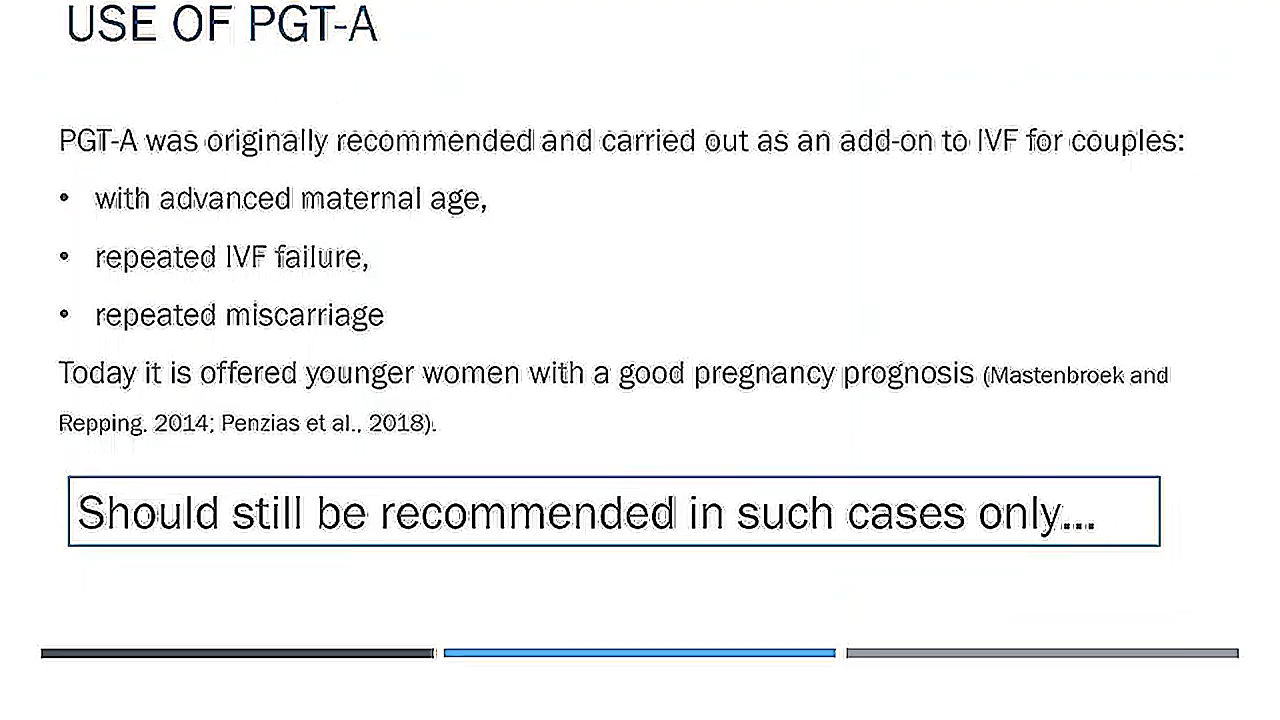 USE OF PGT-A
PGT-A was originally recommended and carried out as an add-on to IVF for couples:
• with advanced maternal age,
• repeated IVF failure,
• repeated miscarriage
Today it is offered younger women with a good pregnancy prognosis (Mastenbroek and
Repping. 2014; Penzias et al., 2018).
Should still be recommended in such cases only...